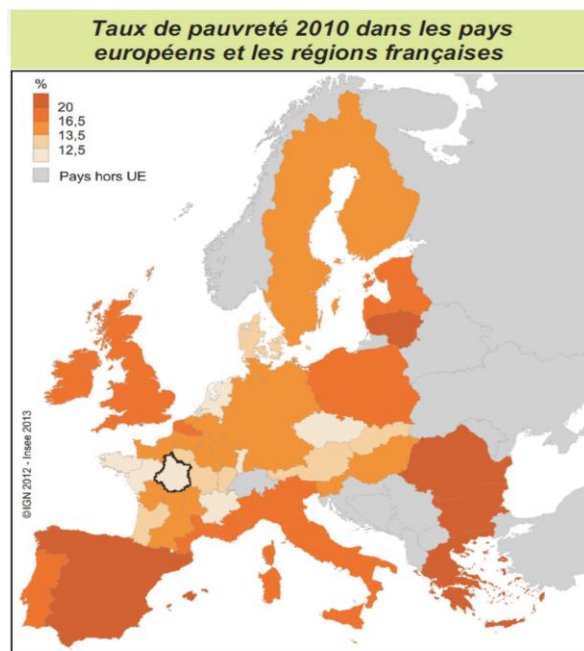 Taux de pauvreté 2010 dans les pays
européens et les régions françaises
%
20
16,5
13,5
12,5
Pays hors UE
©IGN 2012 - Insee 2013